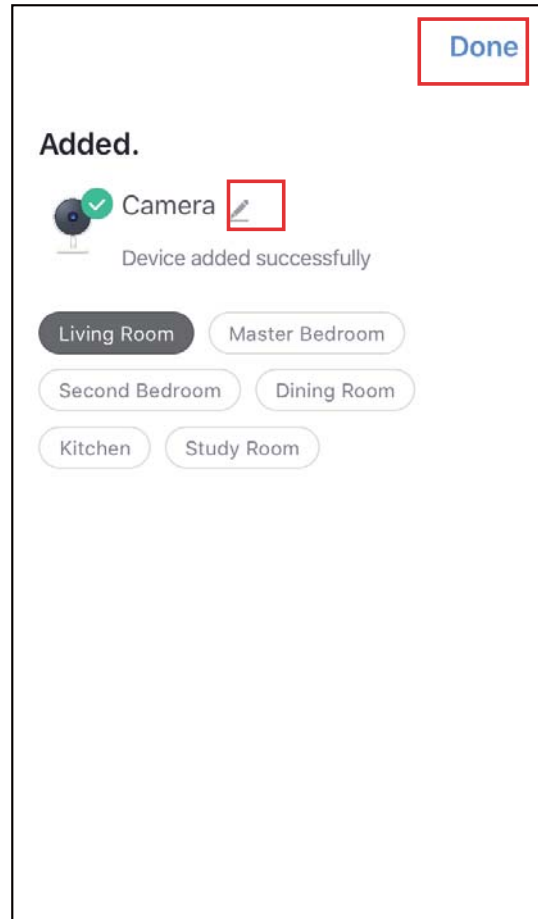 Done
Added.
Camera
Device added successfully
Living Room Master Bedroom
Second Bedroom Dining Room
Kitchen Study Room